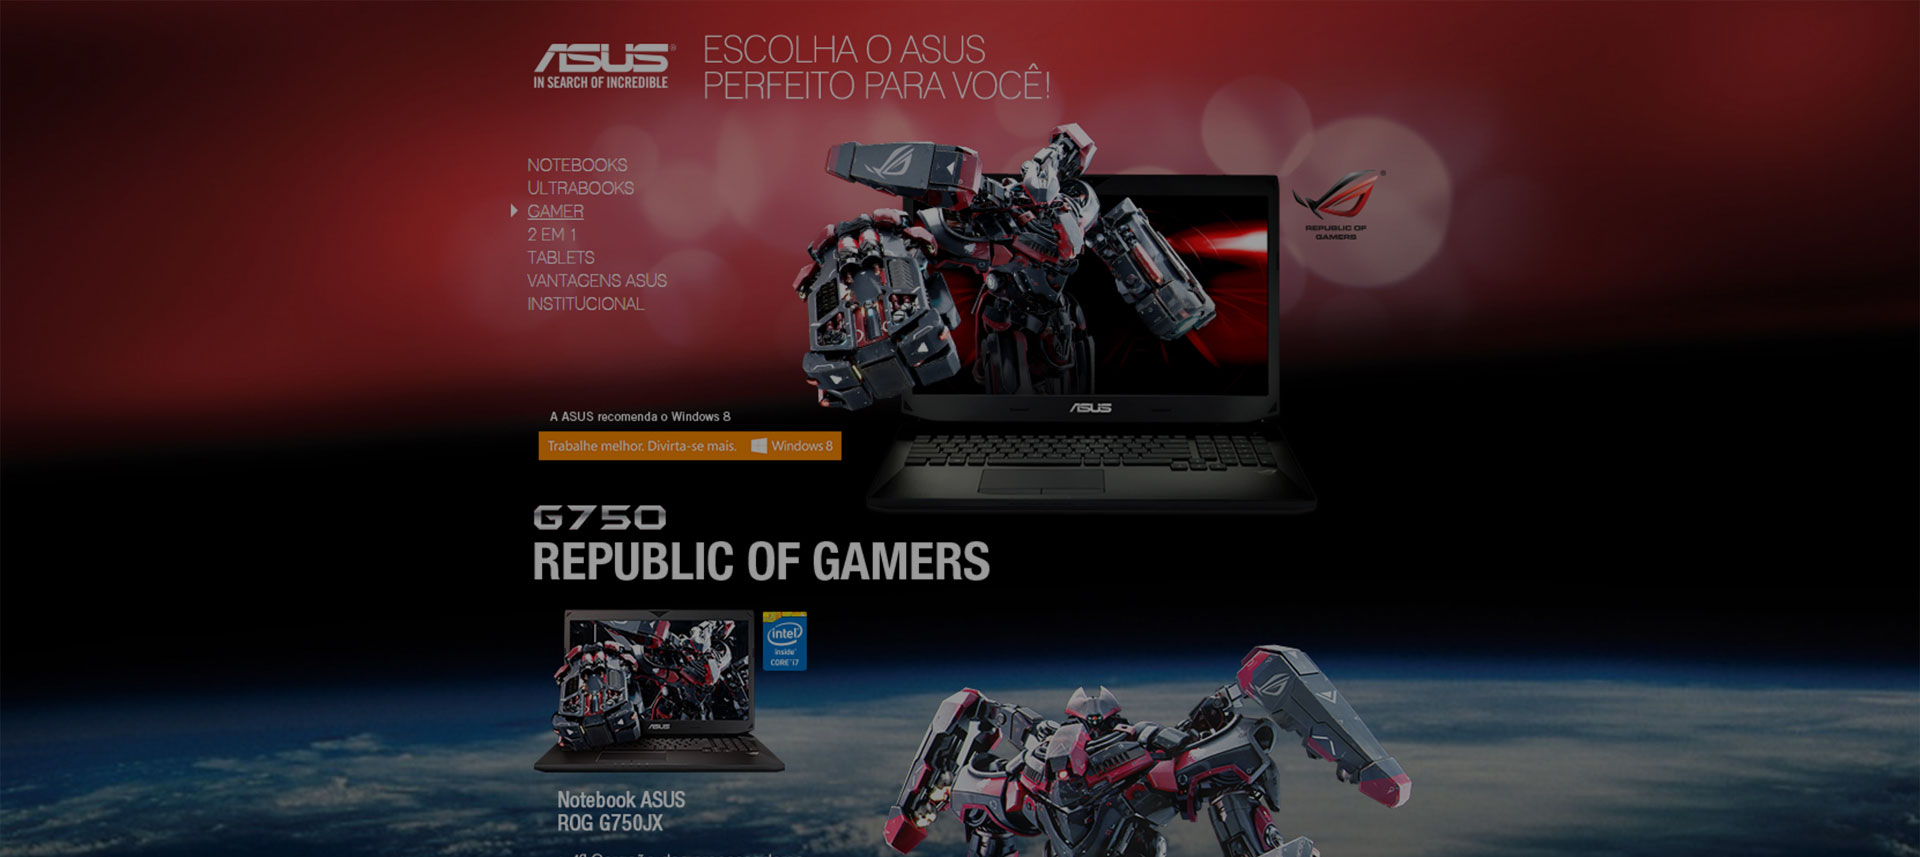 ASUS
IN SEARCH OF INCREDIBLE
ESCOLHA O ASUS
PERFEITO PARA VOCÊ!
NOTEBOOKS
ULTRABOOKS
GAMER
2 EM 1
TABLETS
VANTAGENS ASUS
INSTITUCIONAL
REPUBLIC OF
GAMERS
ASUS
A ASUS recomenda o Windows 8
Trabalhe melhor. Divirta-se mais. Windows 8
G750
REPUBLIC OF GAMERS
intel
inside
CORE i7
ASUS
Notebook ASUS
ROG G750JX